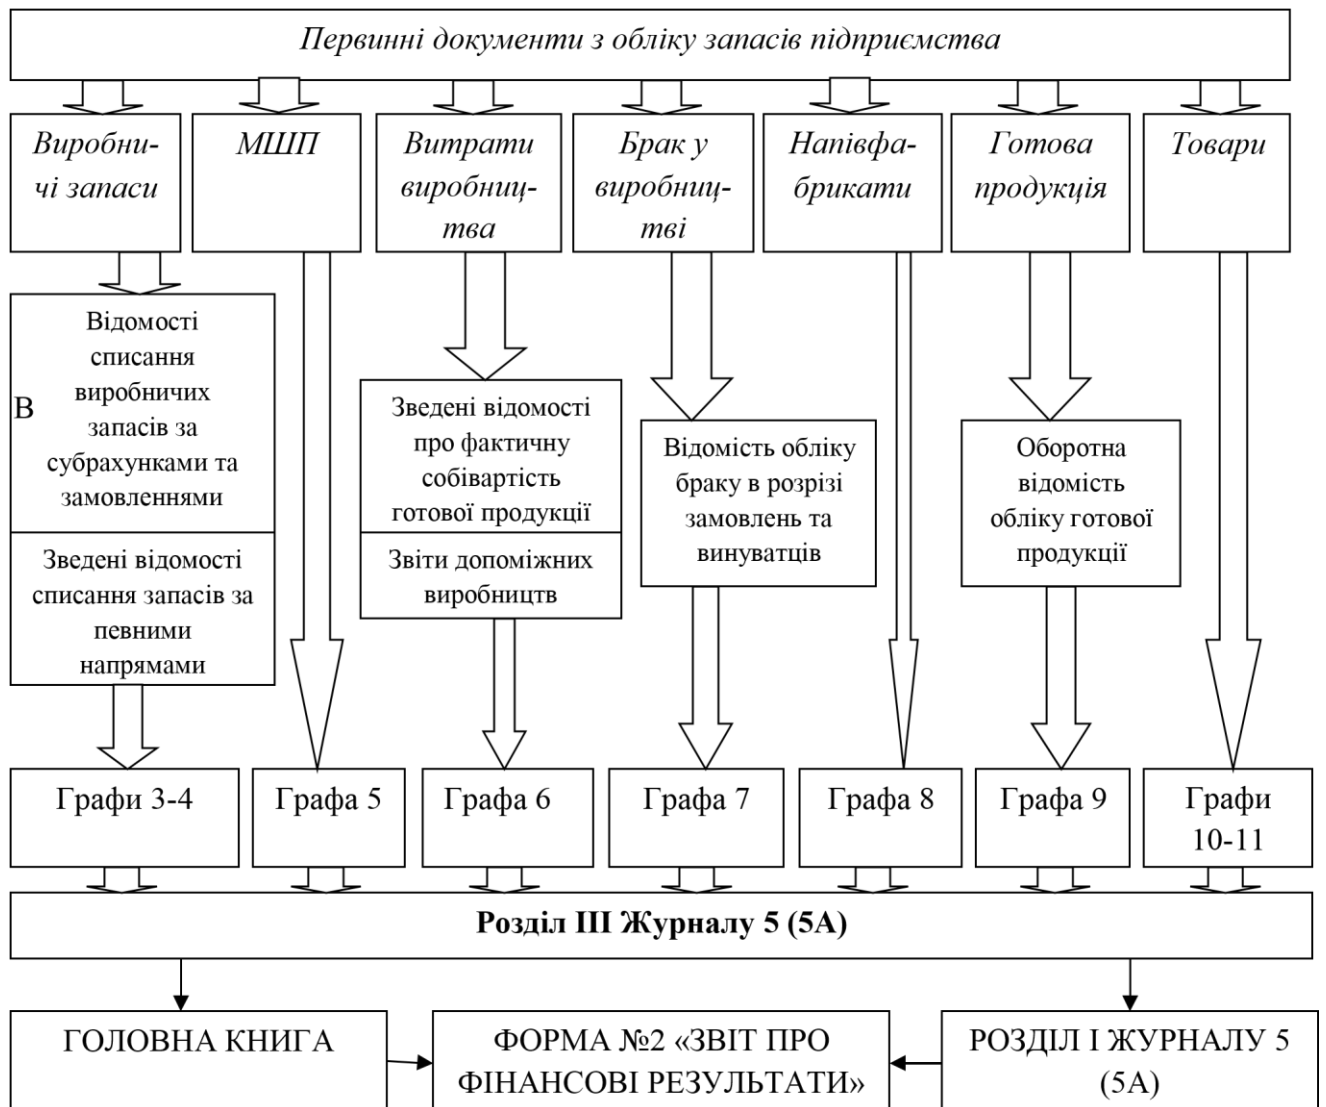 Первинні документи з обліку запасів підприємства
Виробни-
чі запаси
МШП
Витрати
виробниц-
тва
Брак у
виробниц-
тві
Напівфа-
брикати
Готова
продукція
Товари
Відомості
списання
виробничих
запасів за
субрахунками та
замовленнями
В
Зведені відомості
списання запасів за
певними
напрямами
Зведені відомості
про фактичну
собівартість
готової продукції
Звіти допоміжних
виробництв
Відомість обліку
браку в розрізі
замовлень та
винуватців
Оборотна
відомість
обліку готової
продукції
Графи 3-4
Графа 5
Графа 6
Графа 7
Графа 8
Графа 9
Графи
10-11
Розділ ІІІ Журналу 5 (5А)
ГОЛОВНА КНИГА
ФОРМА №2 «ЗВІТ ПРО
ФІНАНСОВІ РЕЗУЛЬТАТИ»
РОЗДІЛ І ЖУРНАЛУ 5
(5А)